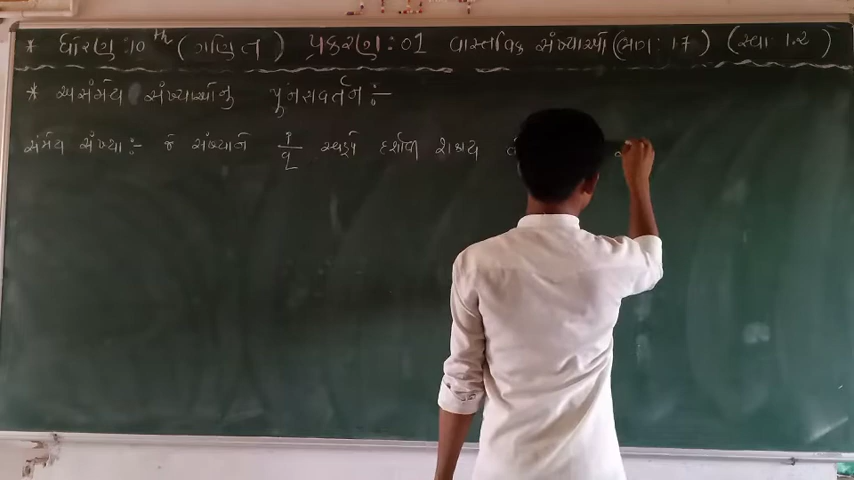 * ધોરણ : 10 th ( ગણિત ) પ્રકરણ : 01 વાસ્તવિક સંખ્યાઓ (ભાગ : 17 ) ( સ્વા 1.2 )
* અસંમેય સંખ્યાઓનું પુનરાવર્તન :-
સંમેય સંખ્યા :- જે સંખ્યાને p/q સ્વરૂપે દર્શાવી શકાય